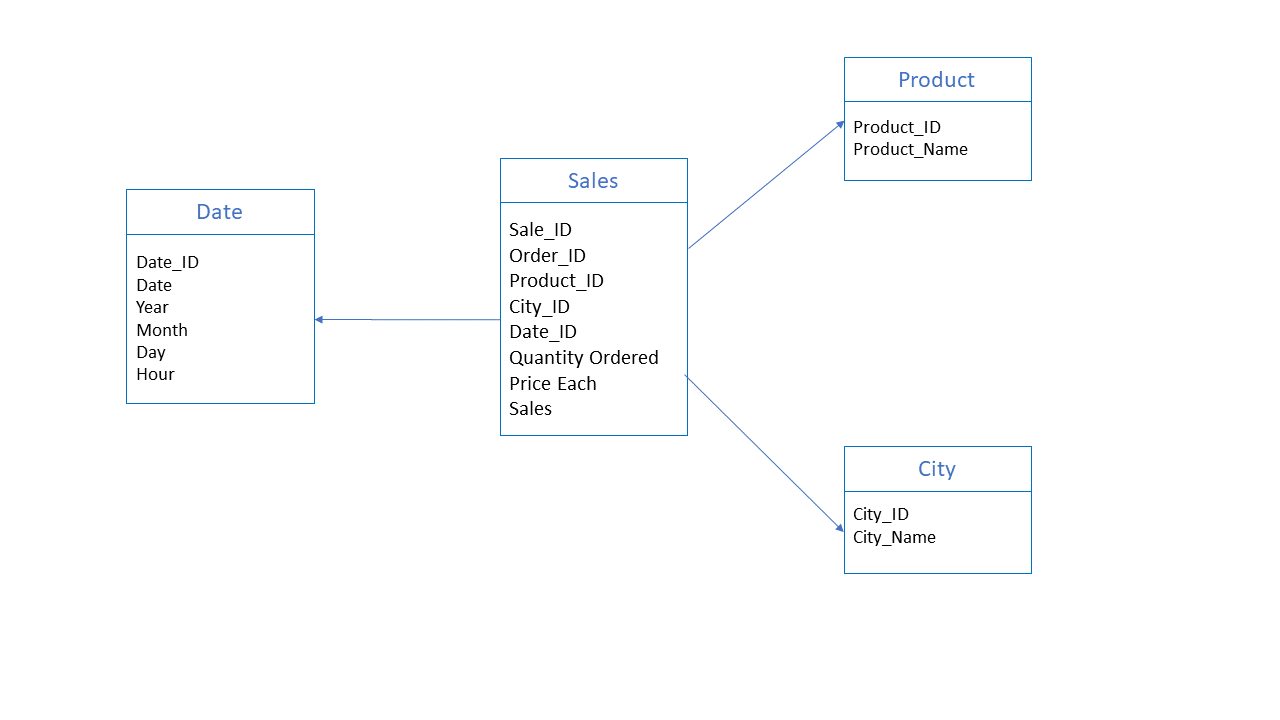 Date
Date_ID
Date
Year
Month
Day
Hour
Sales
Sale_ID
Order_ID
Product_ID
City_ID
Date_ID
Quantity Ordered
Price Each
Sales
Product
Product_ID
Product_Name
City
City_ID
City_Name